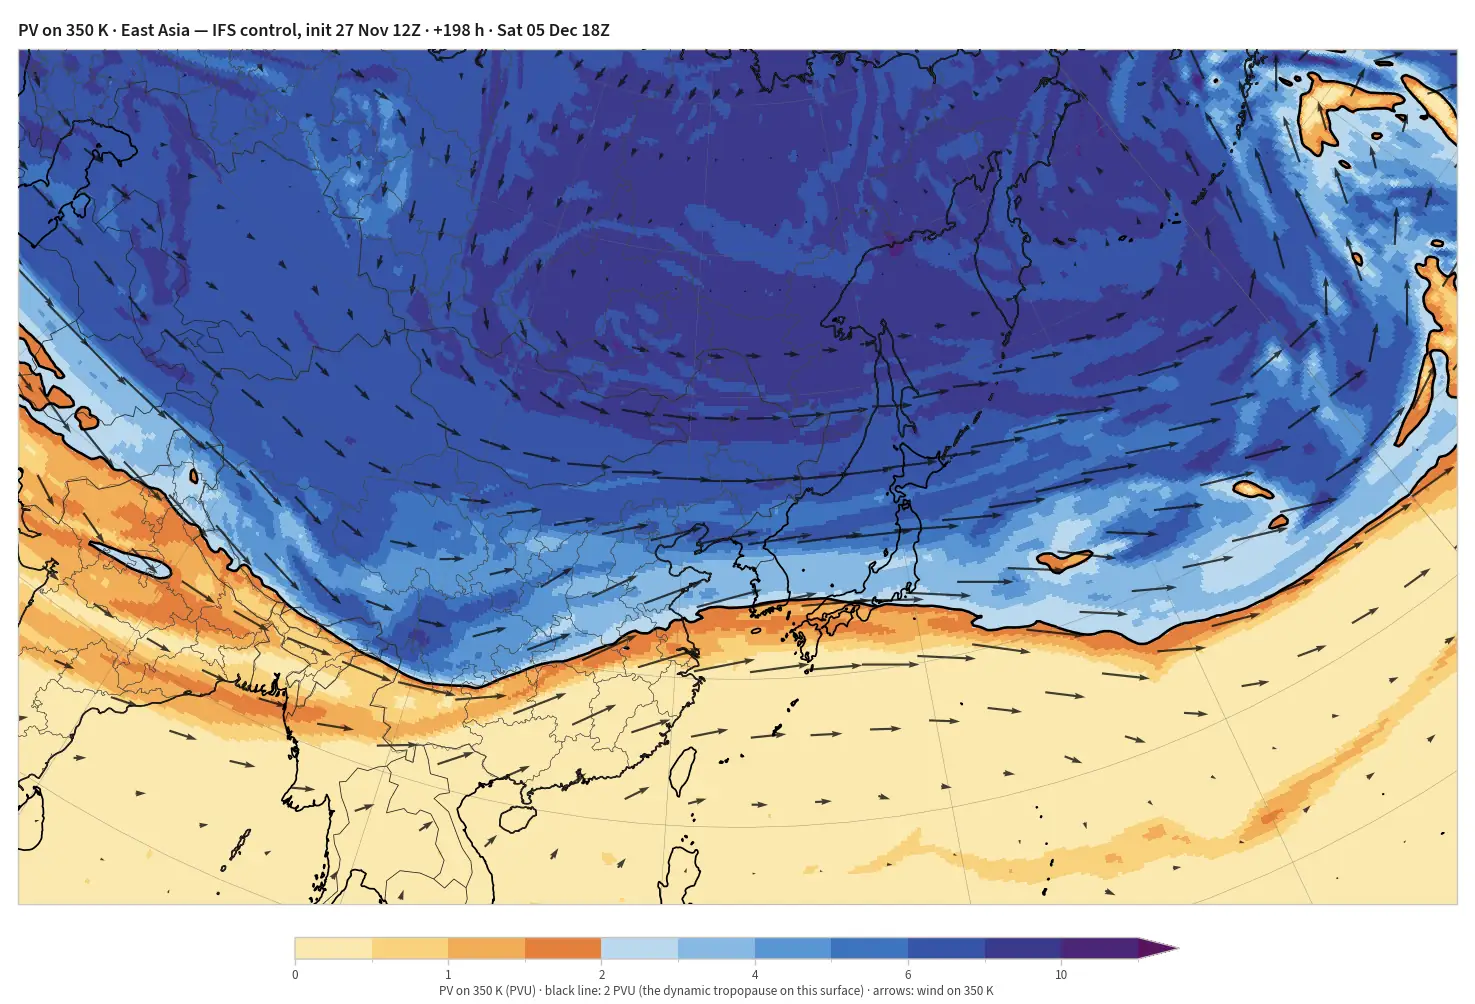 PV on 350 K · East Asia — IFS control, init 27 Nov 12Z · +198 h · Sat 05 Dec 18Z
0 1 2 4 6 10
PV on 350 K (PVU) · black line: 2 PVU (the dynamic tropopause on this surface) · arrows: wind on 350 K